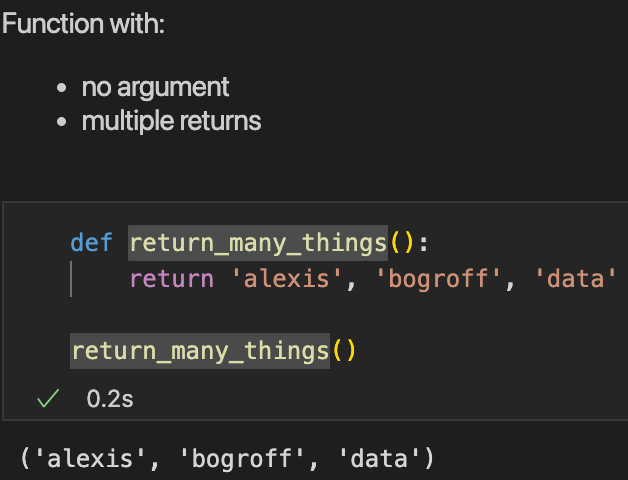 Function with:
• no argument
• multiple returns
def return_many_things():
return 'alexis', 'bogroff', 'data'
return_many_things()
✓ 0.2s
('alexis', 'bogroff', 'data')